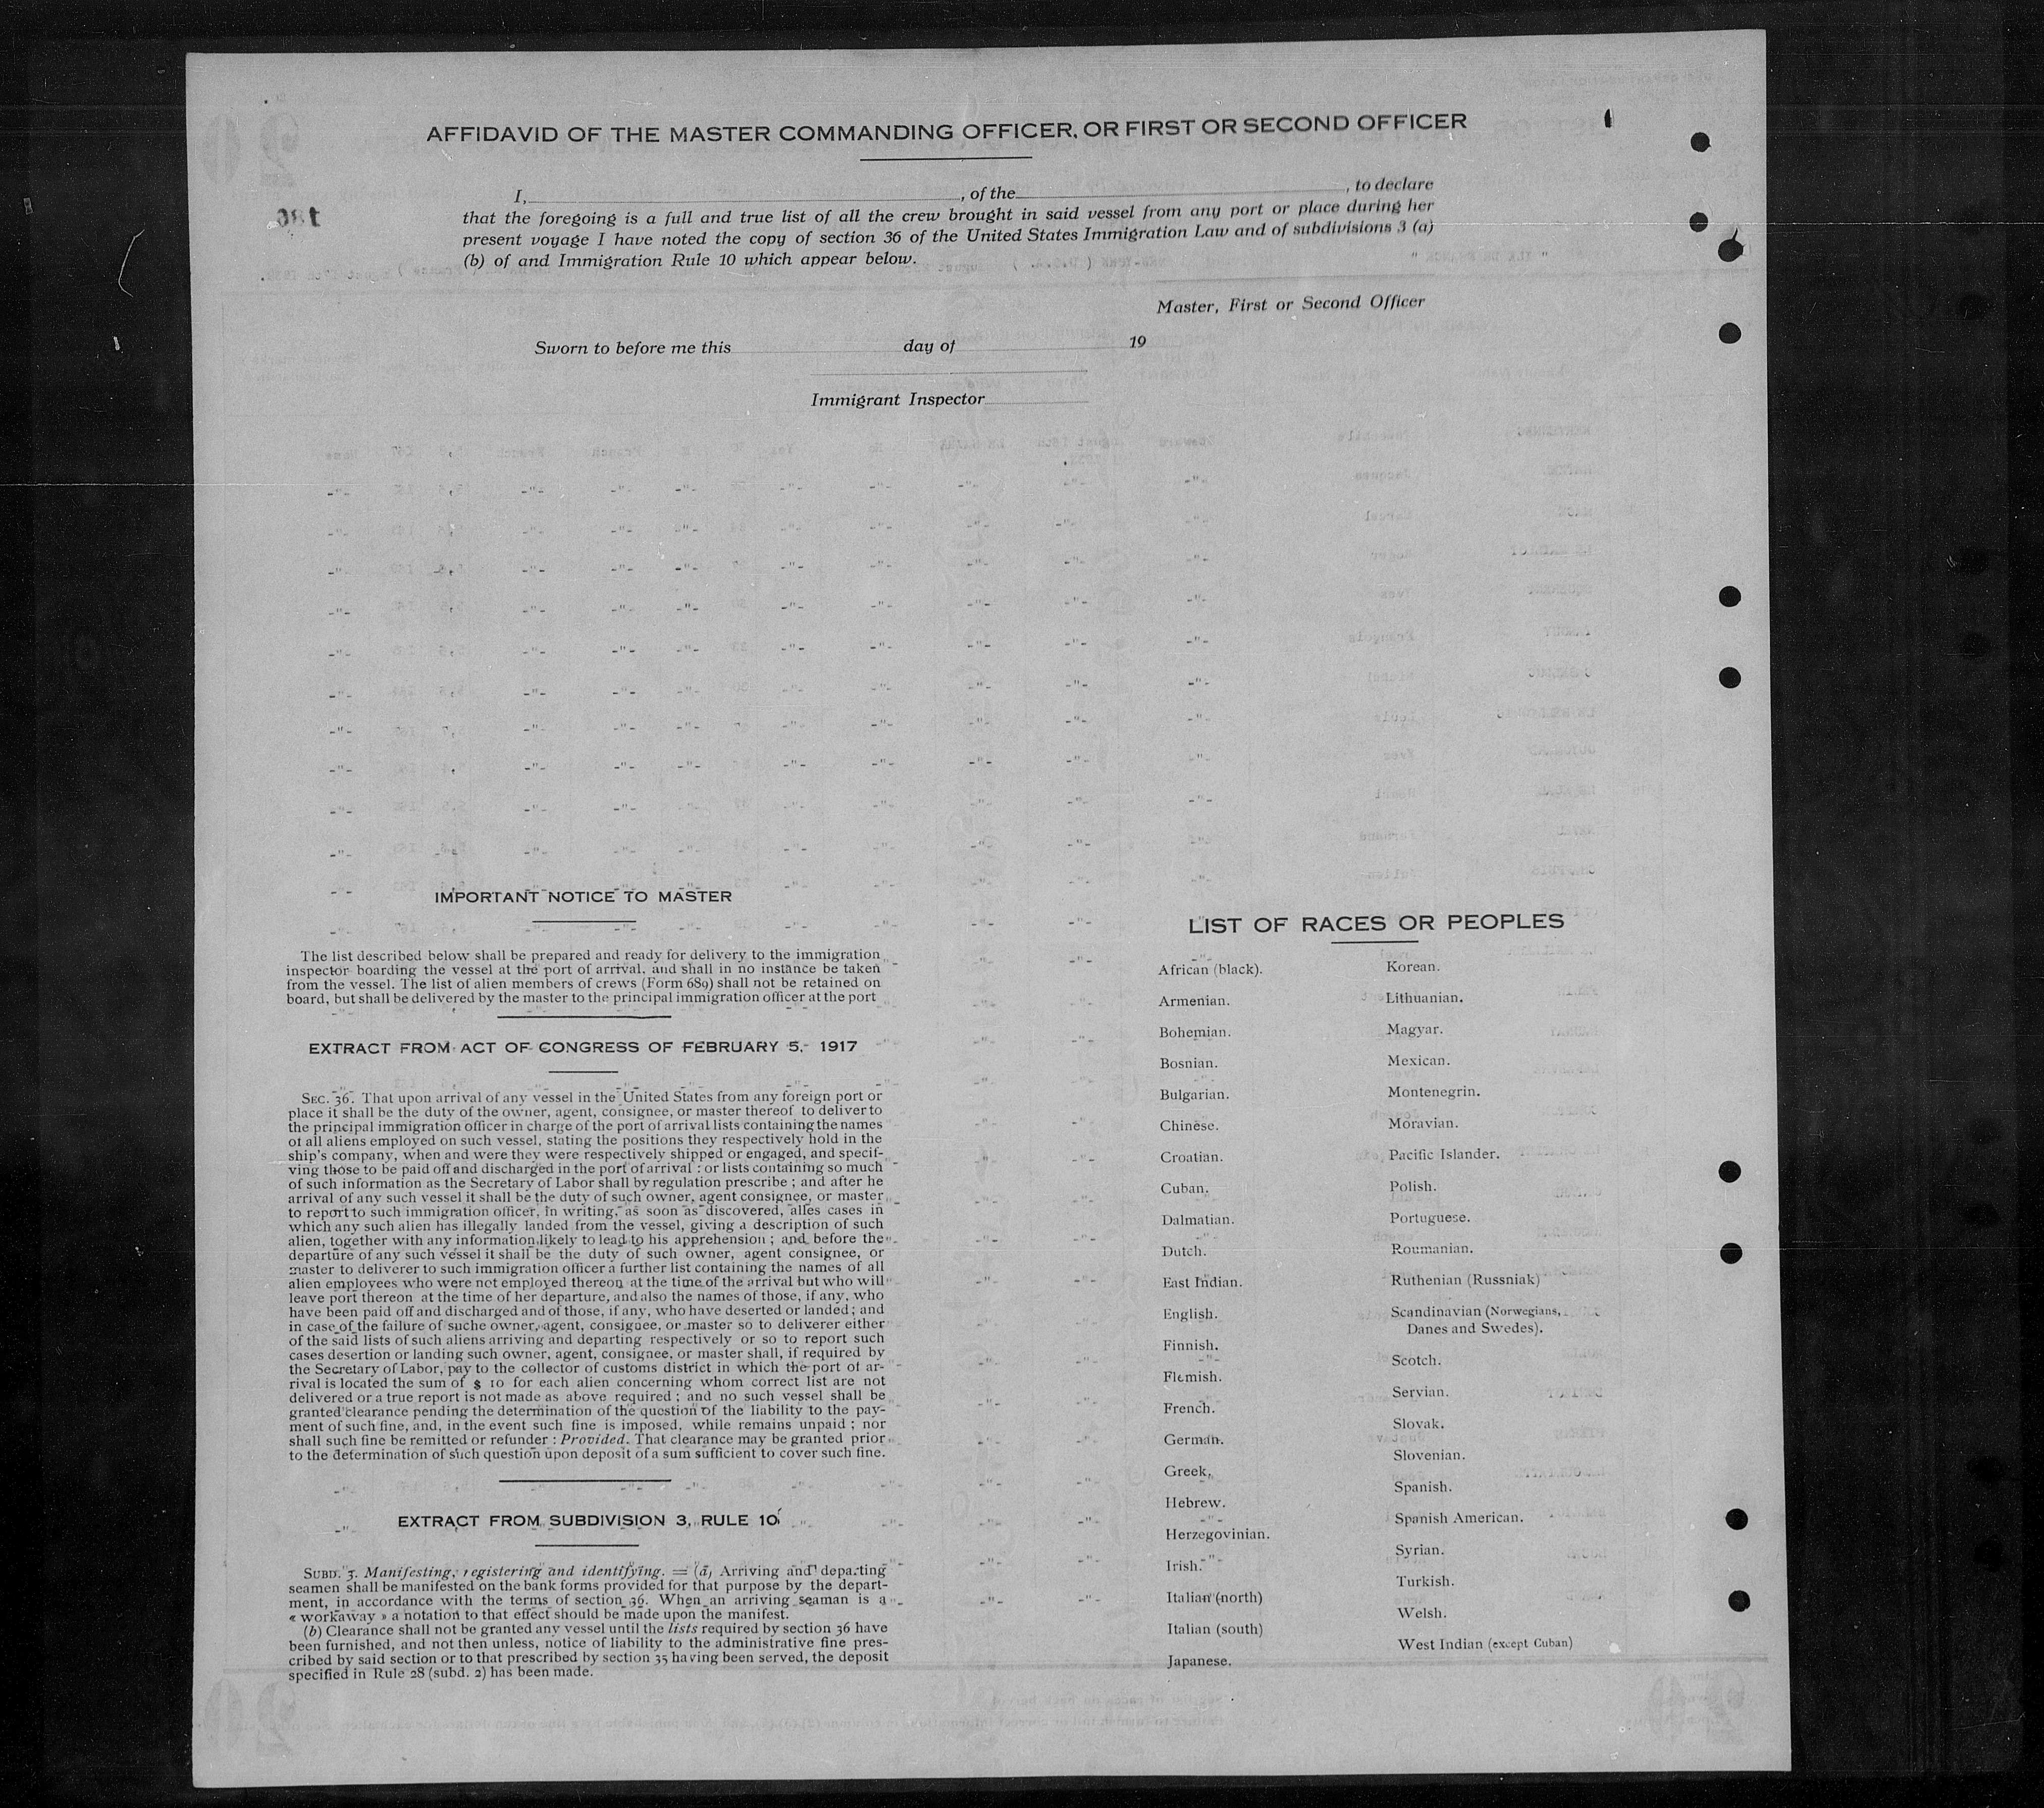 AFFIDAVID OF THE MASTER COMMANDING OFFICER, OR FIRST OR SECOND OFFICER
I, , of the , to declare
that the foregoing is a full and true list of all the crew brought in said vessel from any port or place during her
present voyage I have noted the copy of section 36 of the United States Immigration Law and of subdivisions 3 (a)
(b) of and Immigration Rule 10 which appear below.
Master, First or Second Officer
Sworn to before me this day of 19
Immigrant Inspector
IMPORTANT NOTICE TO MASTER
The list described below shall be prepared and ready for delivery to the immigration
inspector boarding the vessel at the port of arrival, and shall in no instance be taken
from the vessel. The list of alien members of crews (Form 689) shall not be retained on
board, but shall be delivered by the master to the principal immigration officer at the port
EXTRACT FROM ACT OF CONGRESS OF FEBRUARY 5, 1917
SEC. 36. That upon arrival of any vessel in the United States from any foreign port or
place it shall be the duty of the owner, agent, consignee, or master thereof to deliver to
the principal immigration officer in charge of the port of arrival lists containing the names
of all aliens employed on such vessel, stating the positions they respectively hold in the
ship's company, when and were they were respectively shipped or engaged, and specif-
ving those to be paid off and discharged in the port of arrival : or lists containing so much
of such information as the Secretary of Labor shall by regulation prescribe ; and after he
arrival of any such vessel it shall be the duty of such owner, agent consignee, or master
to report to such immigration officer, in writing, as soon as discovered, alles cases in
which any such alien has illegally landed from the vessel, giving a description of such
alien, together with any information likely to lead to his apprehension ; and before the
departure of any such vessel it shall be the duty of such owner, agent consignee, or
master to deliverer to such immigration officer a further list containing the names of all
alien employees who were not employed thereon at the time of the arrival but who will
leave port thereon at the time of her departure, and also the names of those, if any, who
have been paid off and discharged and of those, if any, who have deserted or landed ; and
in case of the failure of suche owner, agent, consignee, or master so to deliverer either
of the said lists of such aliens arriving and departing respectively or so to report such
cases desertion or landing such owner, agent, consignee, or master shall, if required by
the Secretary of Labor, pay to the collector of customs district in which the port of ar-
rival is located the sum of $ 10 for each alien concerning whom correct list are not
delivered or a true report is not made as above required ; and no such vessel shall be
granted clearance pending the determination of the question of the liability to the pay-
ment of such fine, and, in the event such fine is imposed, while remains unpaid ; nor
shall such fine be remitted or refunder : Provided. That clearance may be granted prior
to the determination of such question upon deposit of a sum sufficient to cover such fine.
EXTRACT FROM SUBDIVISION 3, RULE 10
SUBD. 3. Manifesting, registering and identifying. = (a) Arriving and departing
seamen shall be manifested on the bank forms provided for that purpose by the depart-
ment, in accordance with the terms of section 36. When an arriving seaman is a
« workaway » a notation to that effect should be made upon the manifest.
(b) Clearance shall not be granted any vessel until the lists required by section 36 have
been furnished, and not then unless, notice of liability to the administrative fine pres-
cribed by said section or to that prescribed by section 35 having been served, the deposit
specified in Rule 28 (subd. 2) has been made.
LIST OF RACES OR PEOPLES
African (black).
Armenian.
Bohemian.
Bosnian.
Bulgarian.
Chinese.
Croatian.
Cuban.
Dalmatian.
Dutch.
East Indian.
English.
Finnish.
Flemish.
French.
German.
Greek.
Hebrew.
Herzegovinian.
Irish.
Italian (north)
Italian (south)
Japanese.
Korean.
Lithuanian.
Magyar.
Mexican.
Montenegrin.
Moravian.
Pacific Islander.
Polish.
Portuguese.
Roumanian.
Ruthenian (Russniak)
Scandinavian (Norwegians,
Danes and Swedes).
Scotch.
Servian.
Slovak.
Slovenian.
Spanish.
Spanish American.
Syrian.
Turkish.
Welsh.
West Indian (except Cuban)